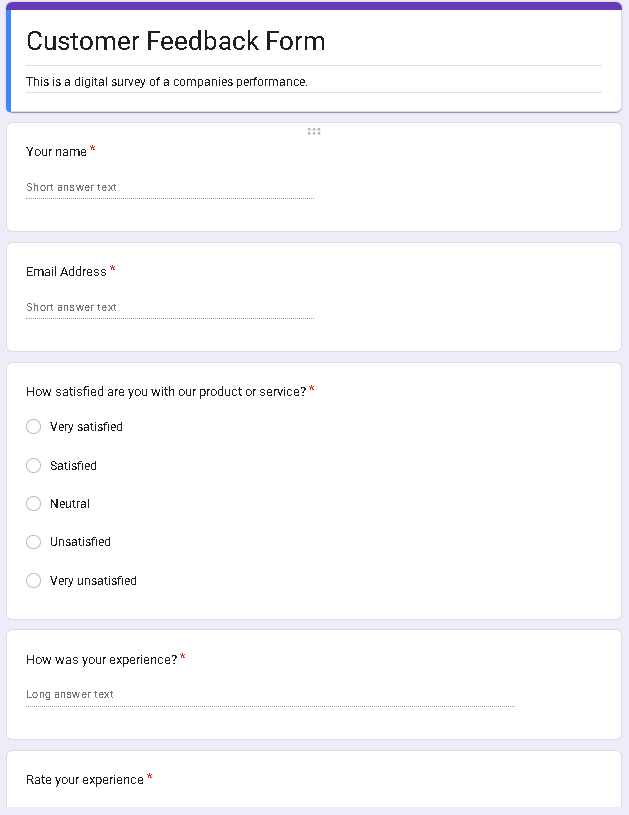 Customer Feedback Form
This is a digital survey of a companies performance.
Your name *
Short answer text
Email Address *
Short answer text
How satisfied are you with our product or service? *
Very satisfied
Satisfied
Neutral
Unsatisfied
Very unsatisfied
How was your experience? *
Long answer text
Rate your experience *